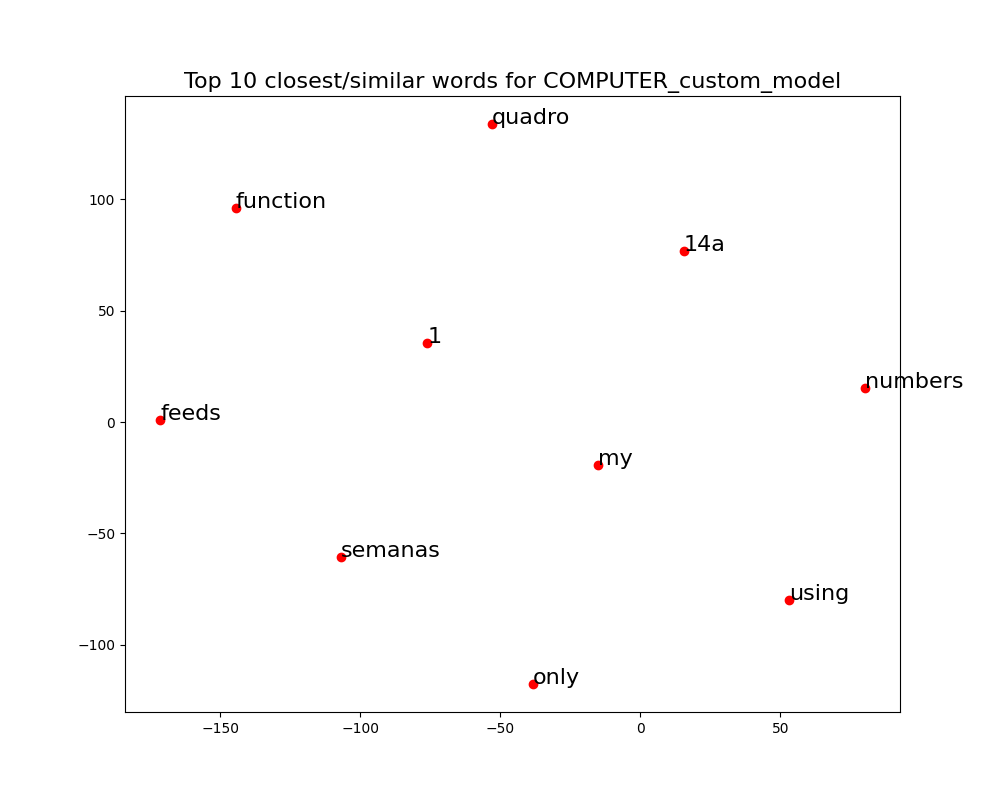 Top 10 closest/similar words for COMPUTER_custom_model
quadro
function
14a
1
numbers
feeds
my
semanas
using
only
100
50
0
−50
−100
−150
−100
−50
0
50